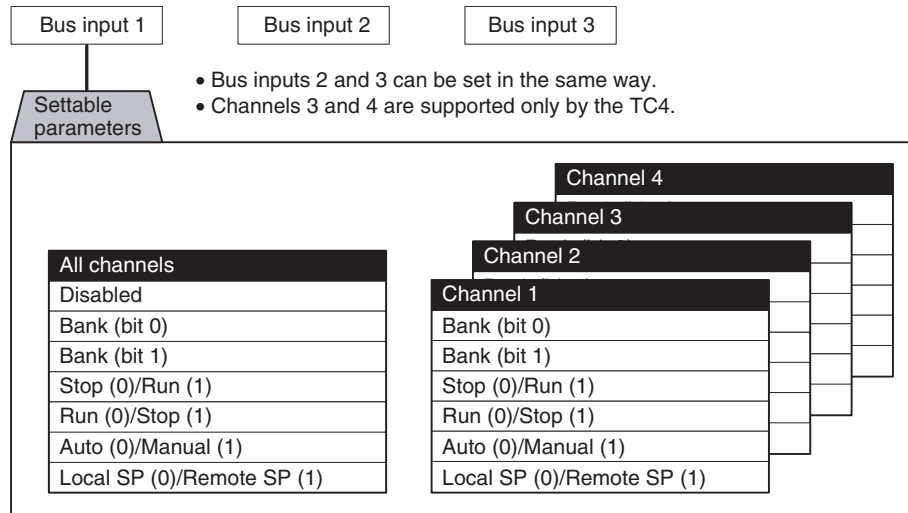 Bus input 1
Bus input 2
Bus input 3
• Bus inputs 2 and 3 can be set in the same way.
• Channels 3 and 4 are supported only by the TC4.
Settable
parameters
All channels
Disabled
Bank (bit 0)
Bank (bit 1)
Stop (0)/Run (1)
Run (0)/Stop (1)
Auto (0)/Manual (1)
Local SP (0)/Remote SP (1)
Channel 4
Channel 3
Channel 2
Channel 1
Bank (bit 0)
Bank (bit 1)
Stop (0)/Run (1)
Run (0)/Stop (1)
Auto (0)/Manual (1)
Local SP (0)/Remote SP (1)